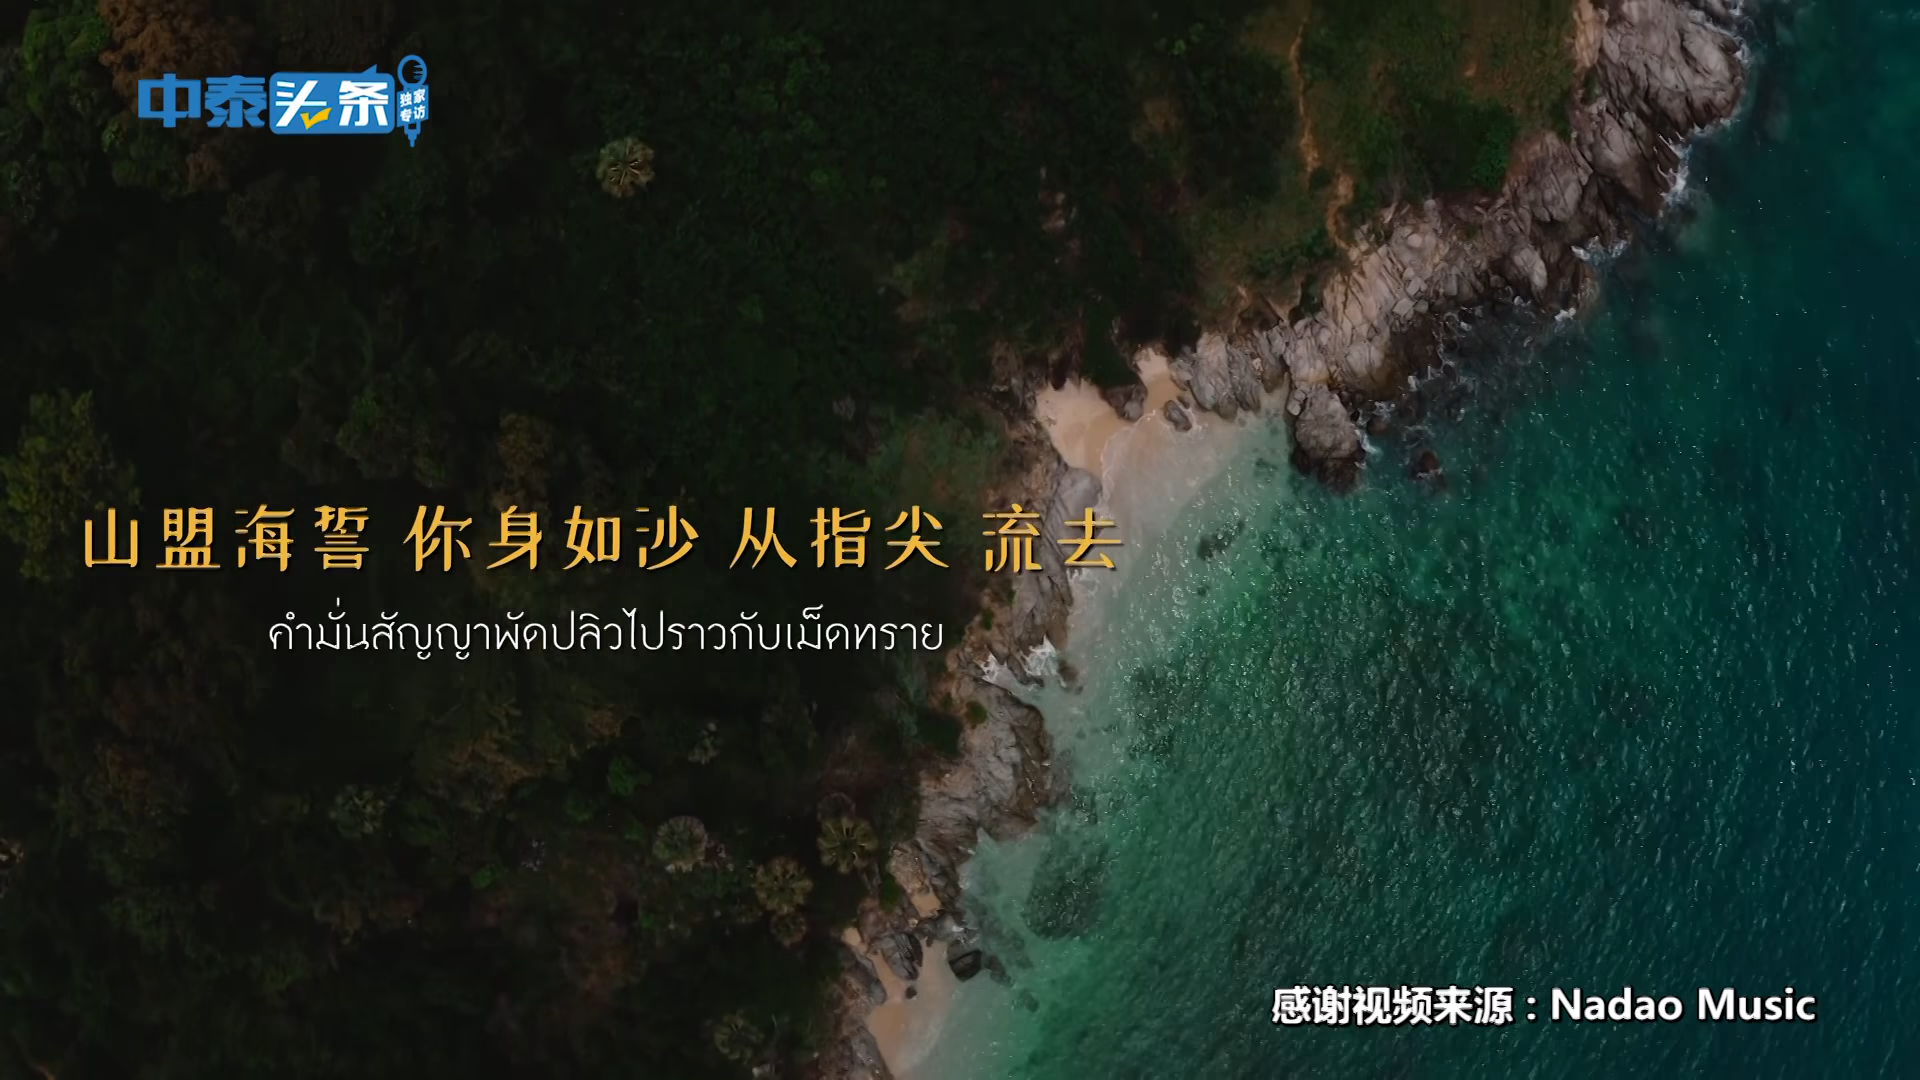 中泰头条
独家
专访
山盟海誓 你身如沙 从指尖 流去
คำมั่นสัญญาพัดปลิวไปราวกับเม็ดทราย
感谢视频来源：Nadao Music